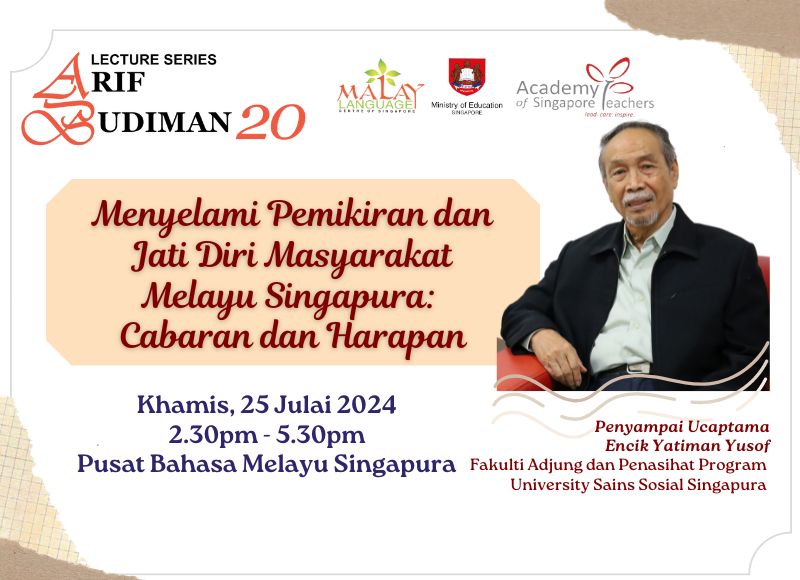 LECTURE SERIES
ARIF
BUDIMAN 20
MALAY
LANGUAGE
CENTRE OF SINGAPORE
Ministry of Education
SINGAPORE
Academy
of Singapore Teachers
lead. care. inspire.
Menyelami Pemikiran dan
Jati Diri Masyarakat
Melayu Singapura:
Cabaran dan Harapan
Khamis, 25 Julai 2024
2.30pm - 5.30pm
Pusat Bahasa Melayu Singapura
Penyampai Ucaptama
Encik Yatiman Yusof
Fakulti Adjung dan Penasihat Program
University Sains Sosial Singapura